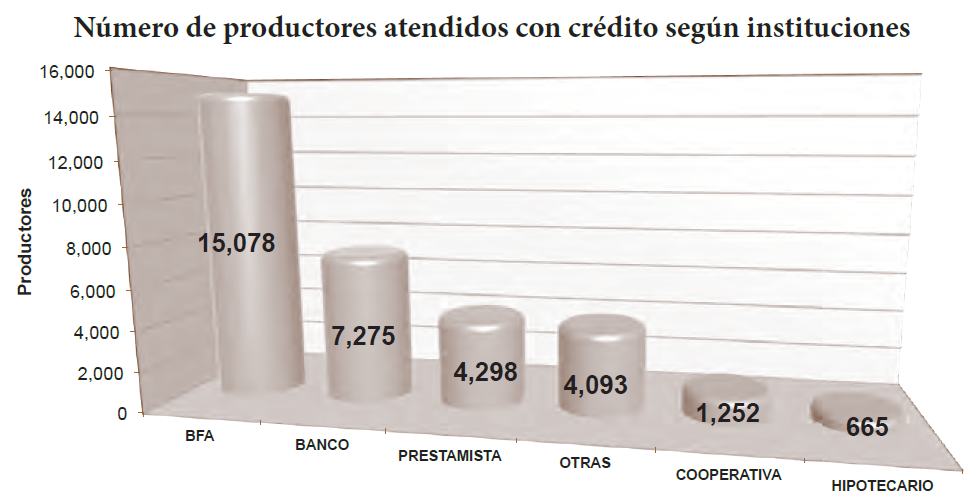 Número de productores atendidos con crédito según instituciones
16,000
14,000
12,000
10,000
8,000
6,000
4,000
2,000
0
Productores
15,078
7,275
4,298
4,093
1,252
665
BFA
BANCO
PRESTAMISTA
OTRAS
COOPERATIVA
HIPOTECARIO